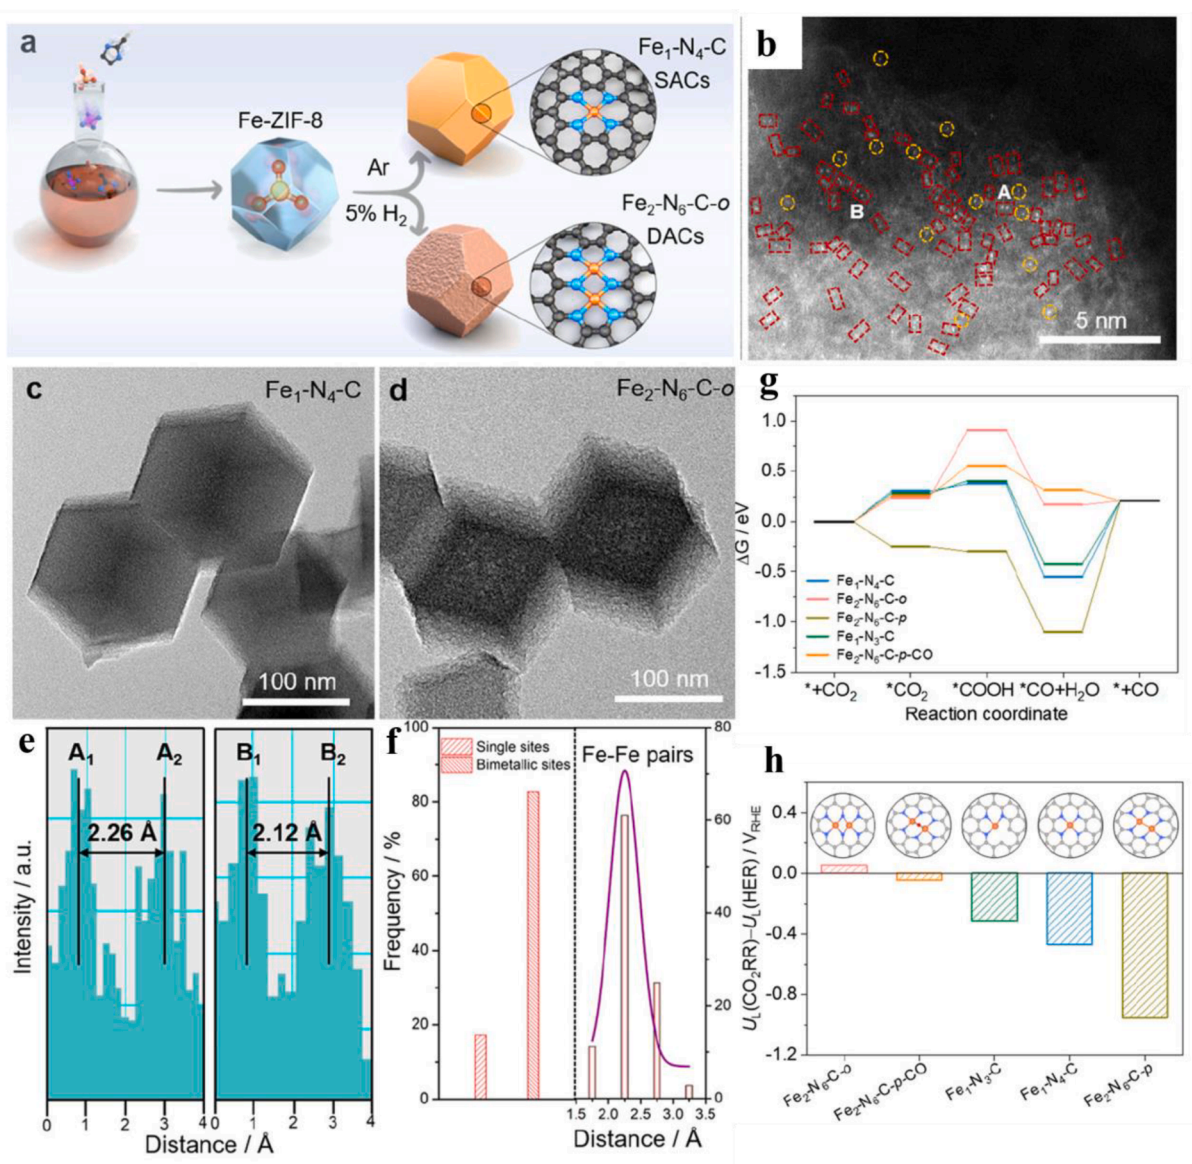 a
Fe-ZIF-8
Ar
5% H₂
Fe₁-N₄-C
SACs
Fe₂-N₆-C-o
DACs
b
A
B
5 nm
c
Fe₁-N₄-C
100 nm
d
Fe₂-N₆-C-o
100 nm
g
1.0
0.5
0.0
-0.5
-1.0
-1.5
ΔG / eV
Fe₁-N₄-C
Fe₂-N₆-C-o
Fe₂-N₆-C-p
Fe₁-N₃-C
Fe₂-N₆-C-p-CO
*+CO₂ *CO₂ *COOH *CO+H₂O *+CO
Reaction coordinate
e
A₁ A₂
2.26 Å
B₁ B₂
2.12 Å
Intensity / a.u.
0 1 2 3 4
0 1 2 3 4
Distance / Å
f
Single sites
Bimetallic sites
Fe-Fe pairs
Frequency / %
100
80
60
40
20
0
80
60
40
20
0
1.5 2.0 2.5 3.0 3.5
Distance / Å
h
0.4
0.0
-0.4
-0.8
-1.2
U_L(CO₂RR)–U_L(HER) / V_RHE
Fe₂-N₆-C-o
Fe₂-N₆-C-p-CO
Fe₁-N₃-C
Fe₁-N₄-C
Fe₂-N₆-C-p